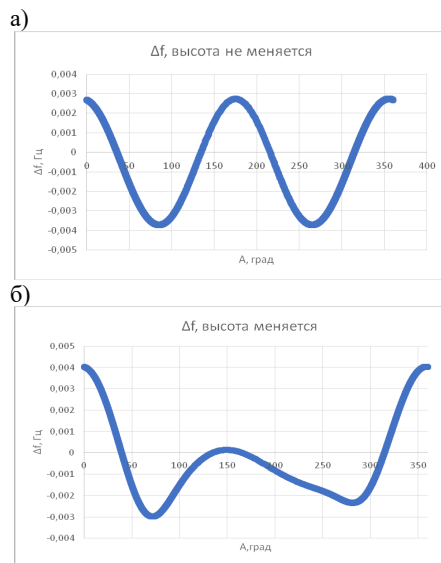 а)
Δf, высота не меняется
0,004
0,003
0,002
0,001
0
-0,001
-0,002
-0,003
-0,004
-0,005
0 50 100 150 200 250 300 350 400
Δf, Гц
А, град
б)
Δf, высота меняется
0,005
0,004
0,003
0,002
0,001
0
-0,001
-0,002
-0,003
-0,004
0 50 100 150 200 250 300 350
Δf, Гц
А,град